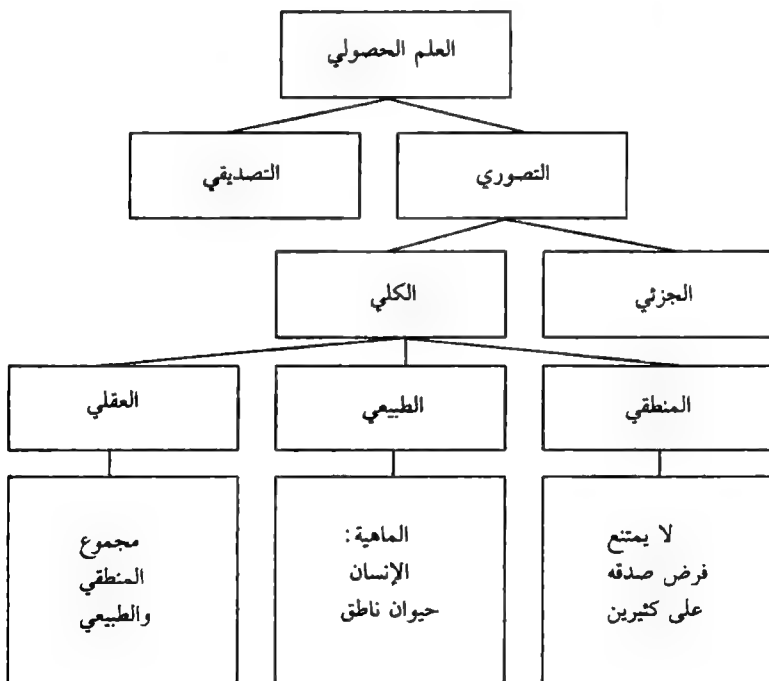 العلم الحصولي
التصوري
التصديقي
الجزئي
الكلي
المنطقي
الطبيعي
العقلي
لا يمتنع
فرض صدقه
على كثيرين
الماهية:
الإنسان
حيوان ناطق
مجموع
المنطقي
والطبيعي